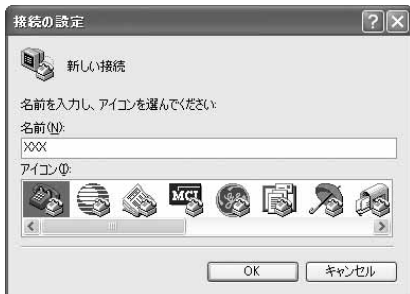 接続の設定
新しい接続
名前を入力し、アイコンを選んでください:
名前(N):
XXX
アイコン(I):
MCI
OK キャンセル